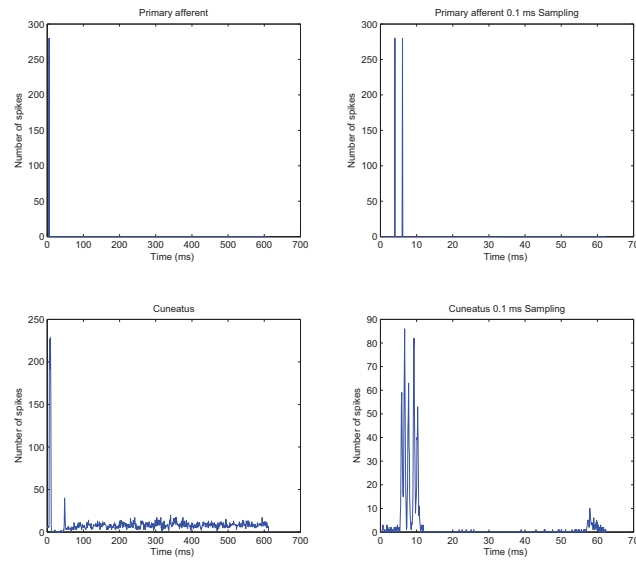 Primary afferent
300
250
200
150
100
50
0
Number of spikes
0 100 200 300 400 500 600 700
Time (ms)
Primary afferent 0.1 ms Sampling
300
250
200
150
100
50
0
Number of spikes
0 10 20 30 40 50 60 70
Time (ms)
Cuneatus
250
200
150
100
50
0
Number of spikes
0 100 200 300 400 500 600 700
Time (ms)
Cuneatus 0.1 ms Sampling
90
80
70
60
50
40
30
20
10
0
Number of spikes
0 10 20 30 40 50 60 70
Time (ms)